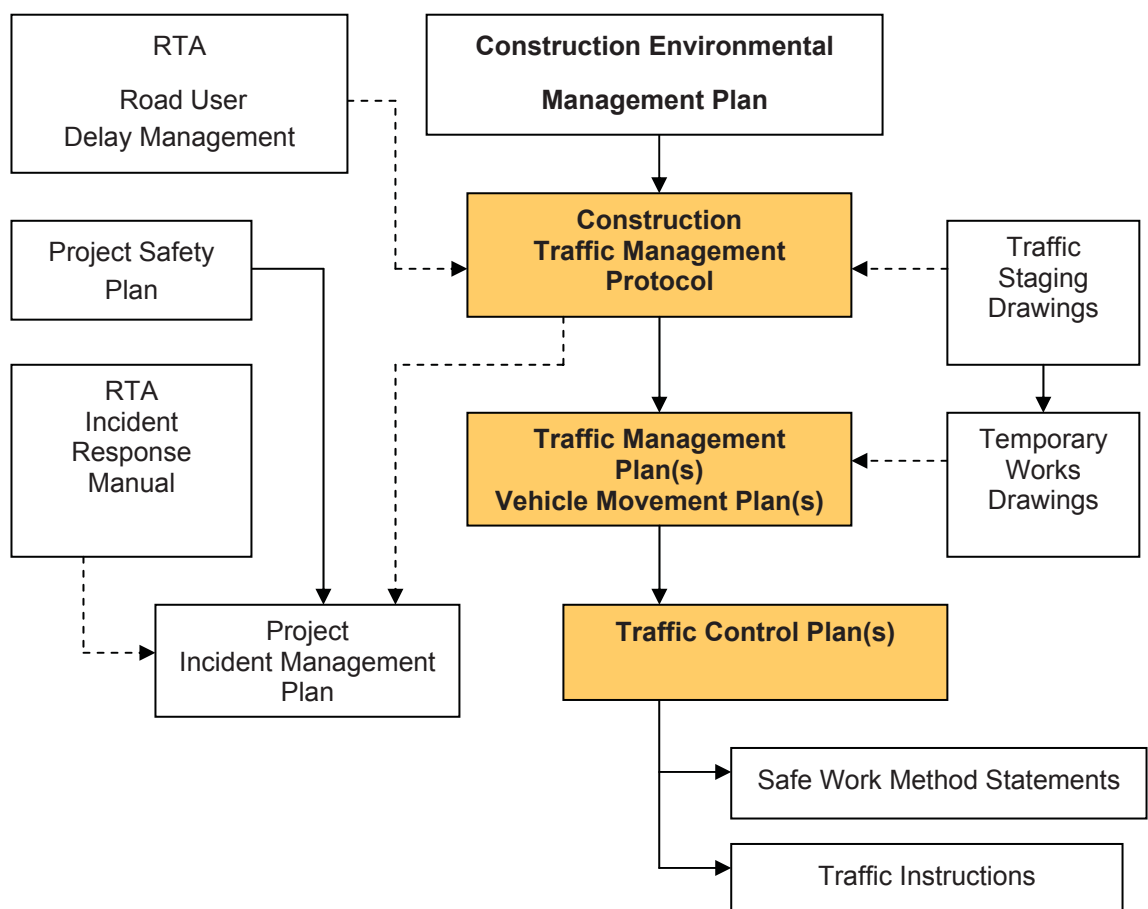 RTA
Road User
Delay Management
Construction Environmental
Management Plan
Construction
Traffic Management
Protocol
Project Safety
Plan
Traffic
Staging
Drawings
RTA
Incident
Response
Manual
Traffic Management
Plan(s)
Vehicle Movement Plan(s)
Temporary
Works
Drawings
Project
Incident Management
Plan
Traffic Control Plan(s)
Safe Work Method Statements
Traffic Instructions